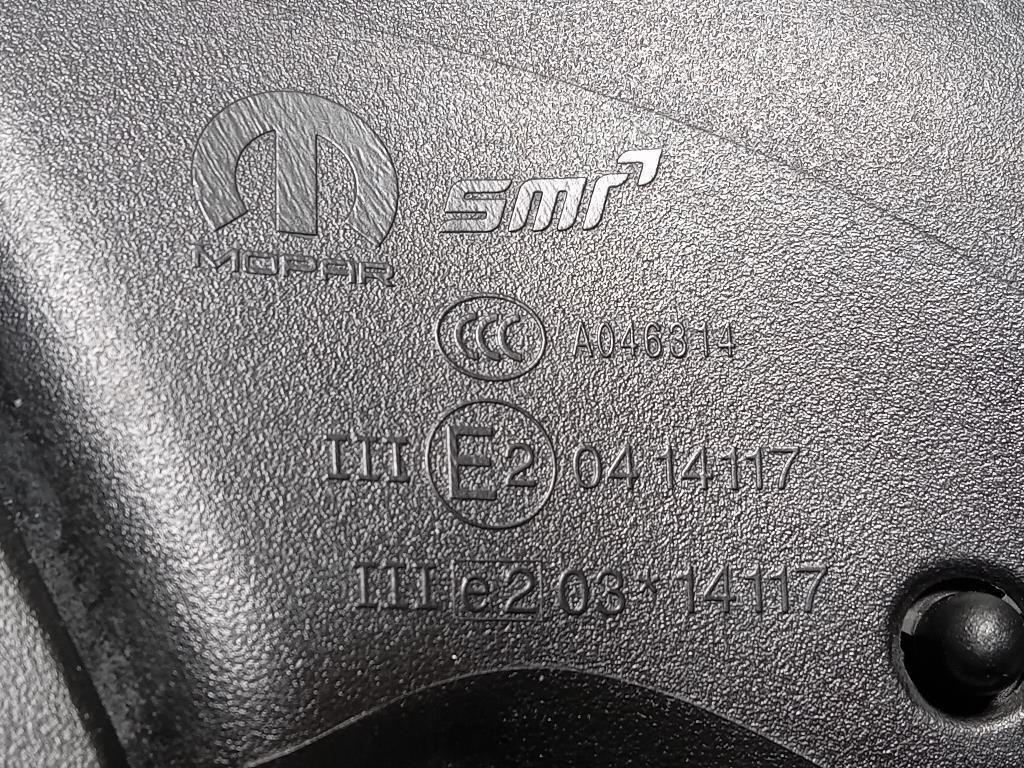 MOPAR
smr
CCC A046314
III E2 04 14117
III e2 03*14117